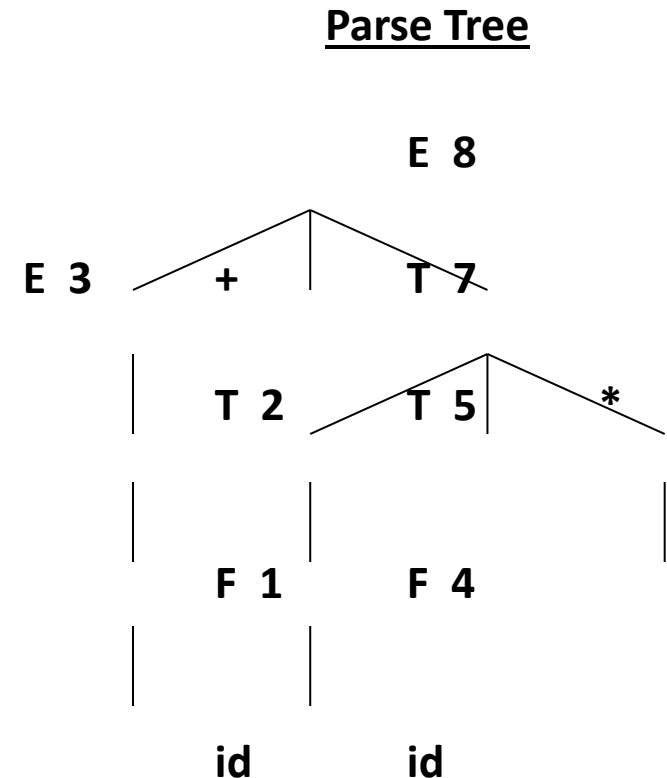 Parse Tree
E 8
E 3 + T 7
T 2 T 5 *
F 1 F 4
id id